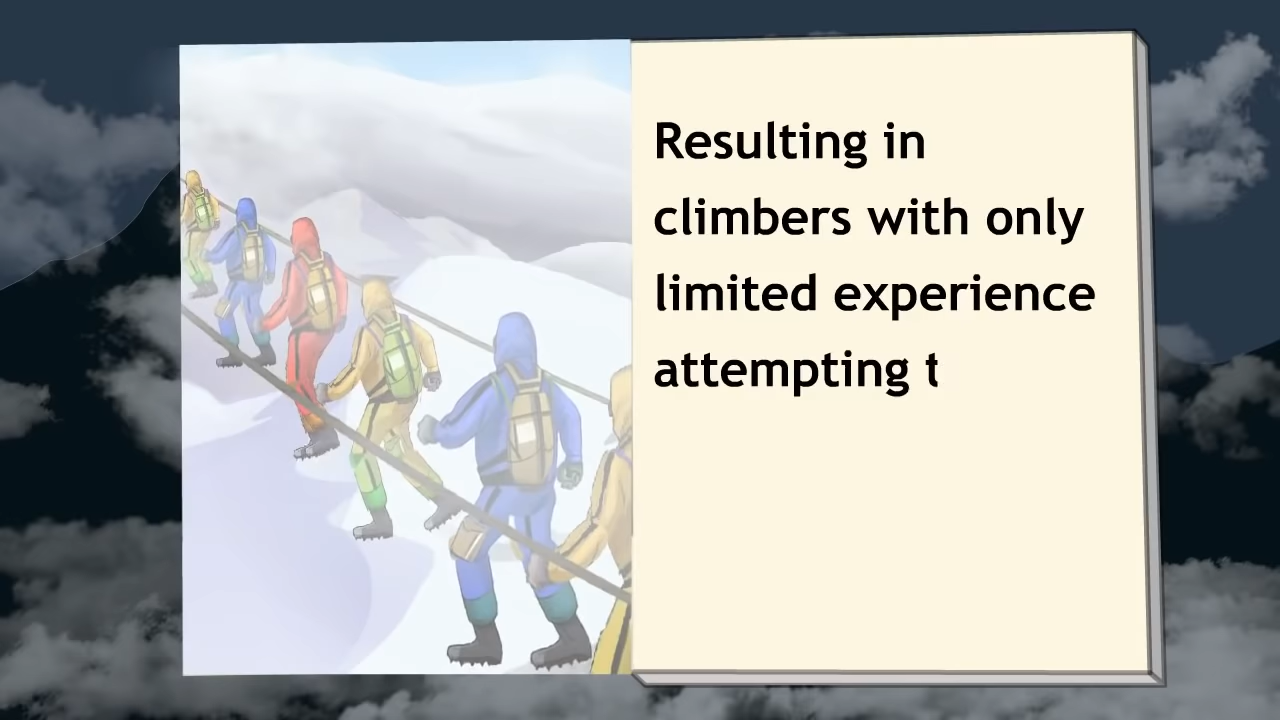 Resulting in
climbers with only
limited experience
attempting t